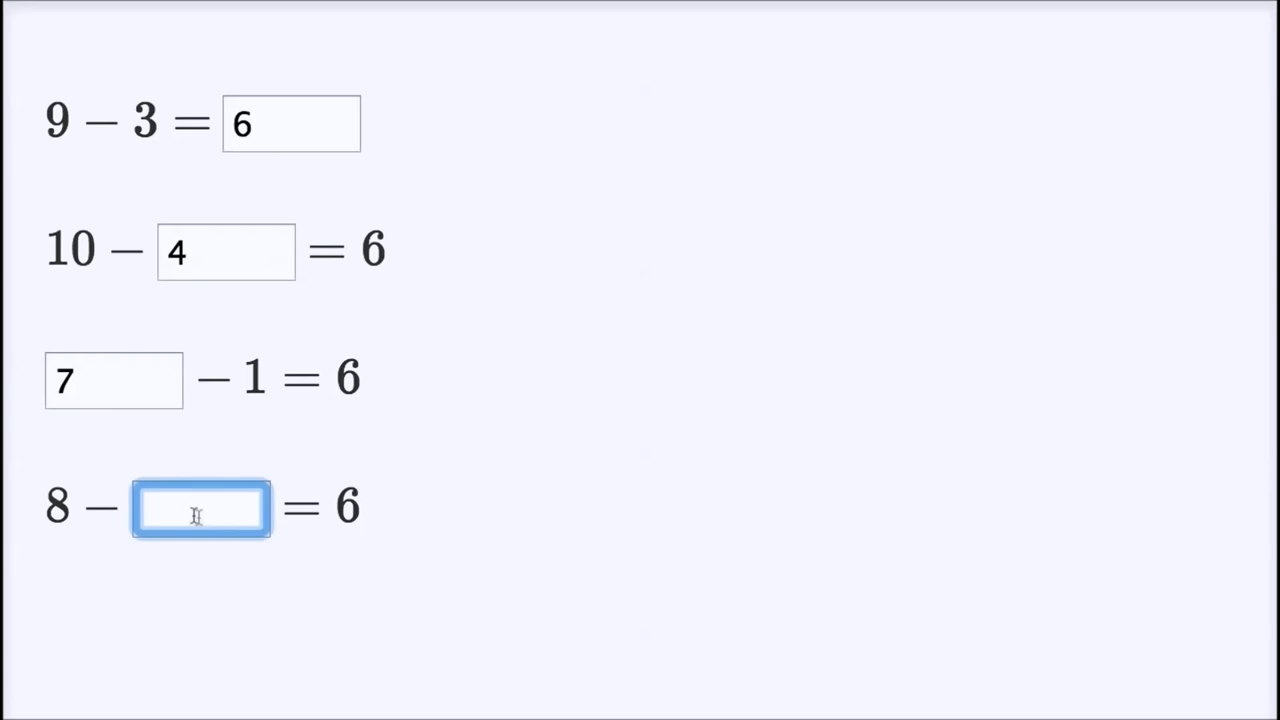 9 − 3 = 6
10 − 4 = 6
7 − 1 = 6
8 − = 6